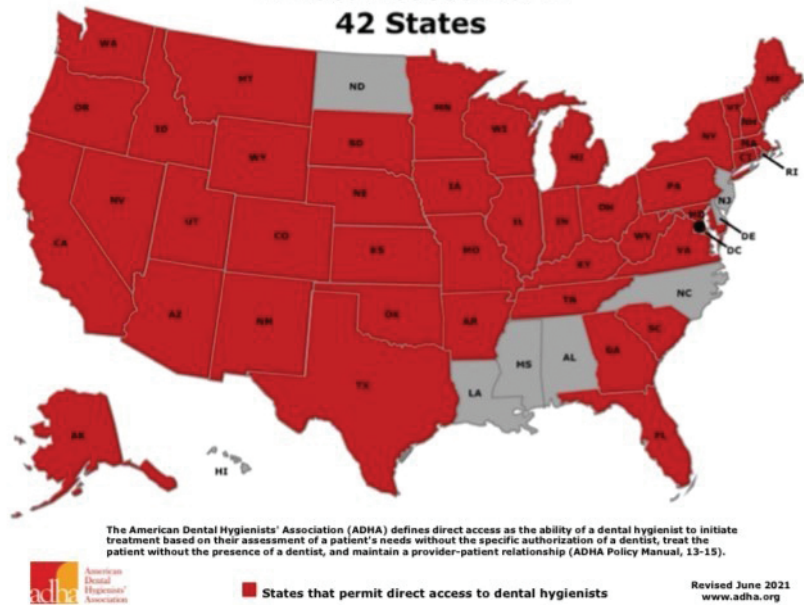 42 States
WA
MT
ND
MN
ME
OR
ID
SD
WI
VT
NH
NY
MA
CT
RI
WY
MI
IA
NE
PA
NJ
NV
UT
IL
IN
OH
MD
DE
DC
CO
CA
KS
MO
WV
VA
KY
NC
AZ
NM
OK
AR
TN
SC
MS
AL
GA
TX
LA
AK
FL
HI
The American Dental Hygienists' Association (ADHA) defines direct access as the ability of a dental hygienist to initiate
treatment based on their assessment of a patient's needs without the specific authorization of a dentist, treat the
patient without the presence of a dentist, and maintain a provider-patient relationship (ADHA Policy Manual, 13-15).
adha
American
Dental
Hygienists'
Association
States that permit direct access to dental hygienists
Revised June 2021
www.adha.org